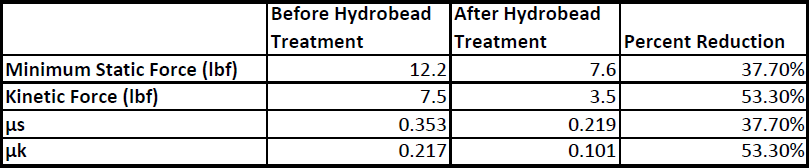 Before Hydrobead Treatment After Hydrobead Treatment Percent Reduction
Minimum Static Force (lbf) 12.2 7.6 37.70%
Kinetic Force (lbf) 7.5 3.5 53.30%
μs 0.353 0.219 37.70%
μk 0.217 0.101 53.30%